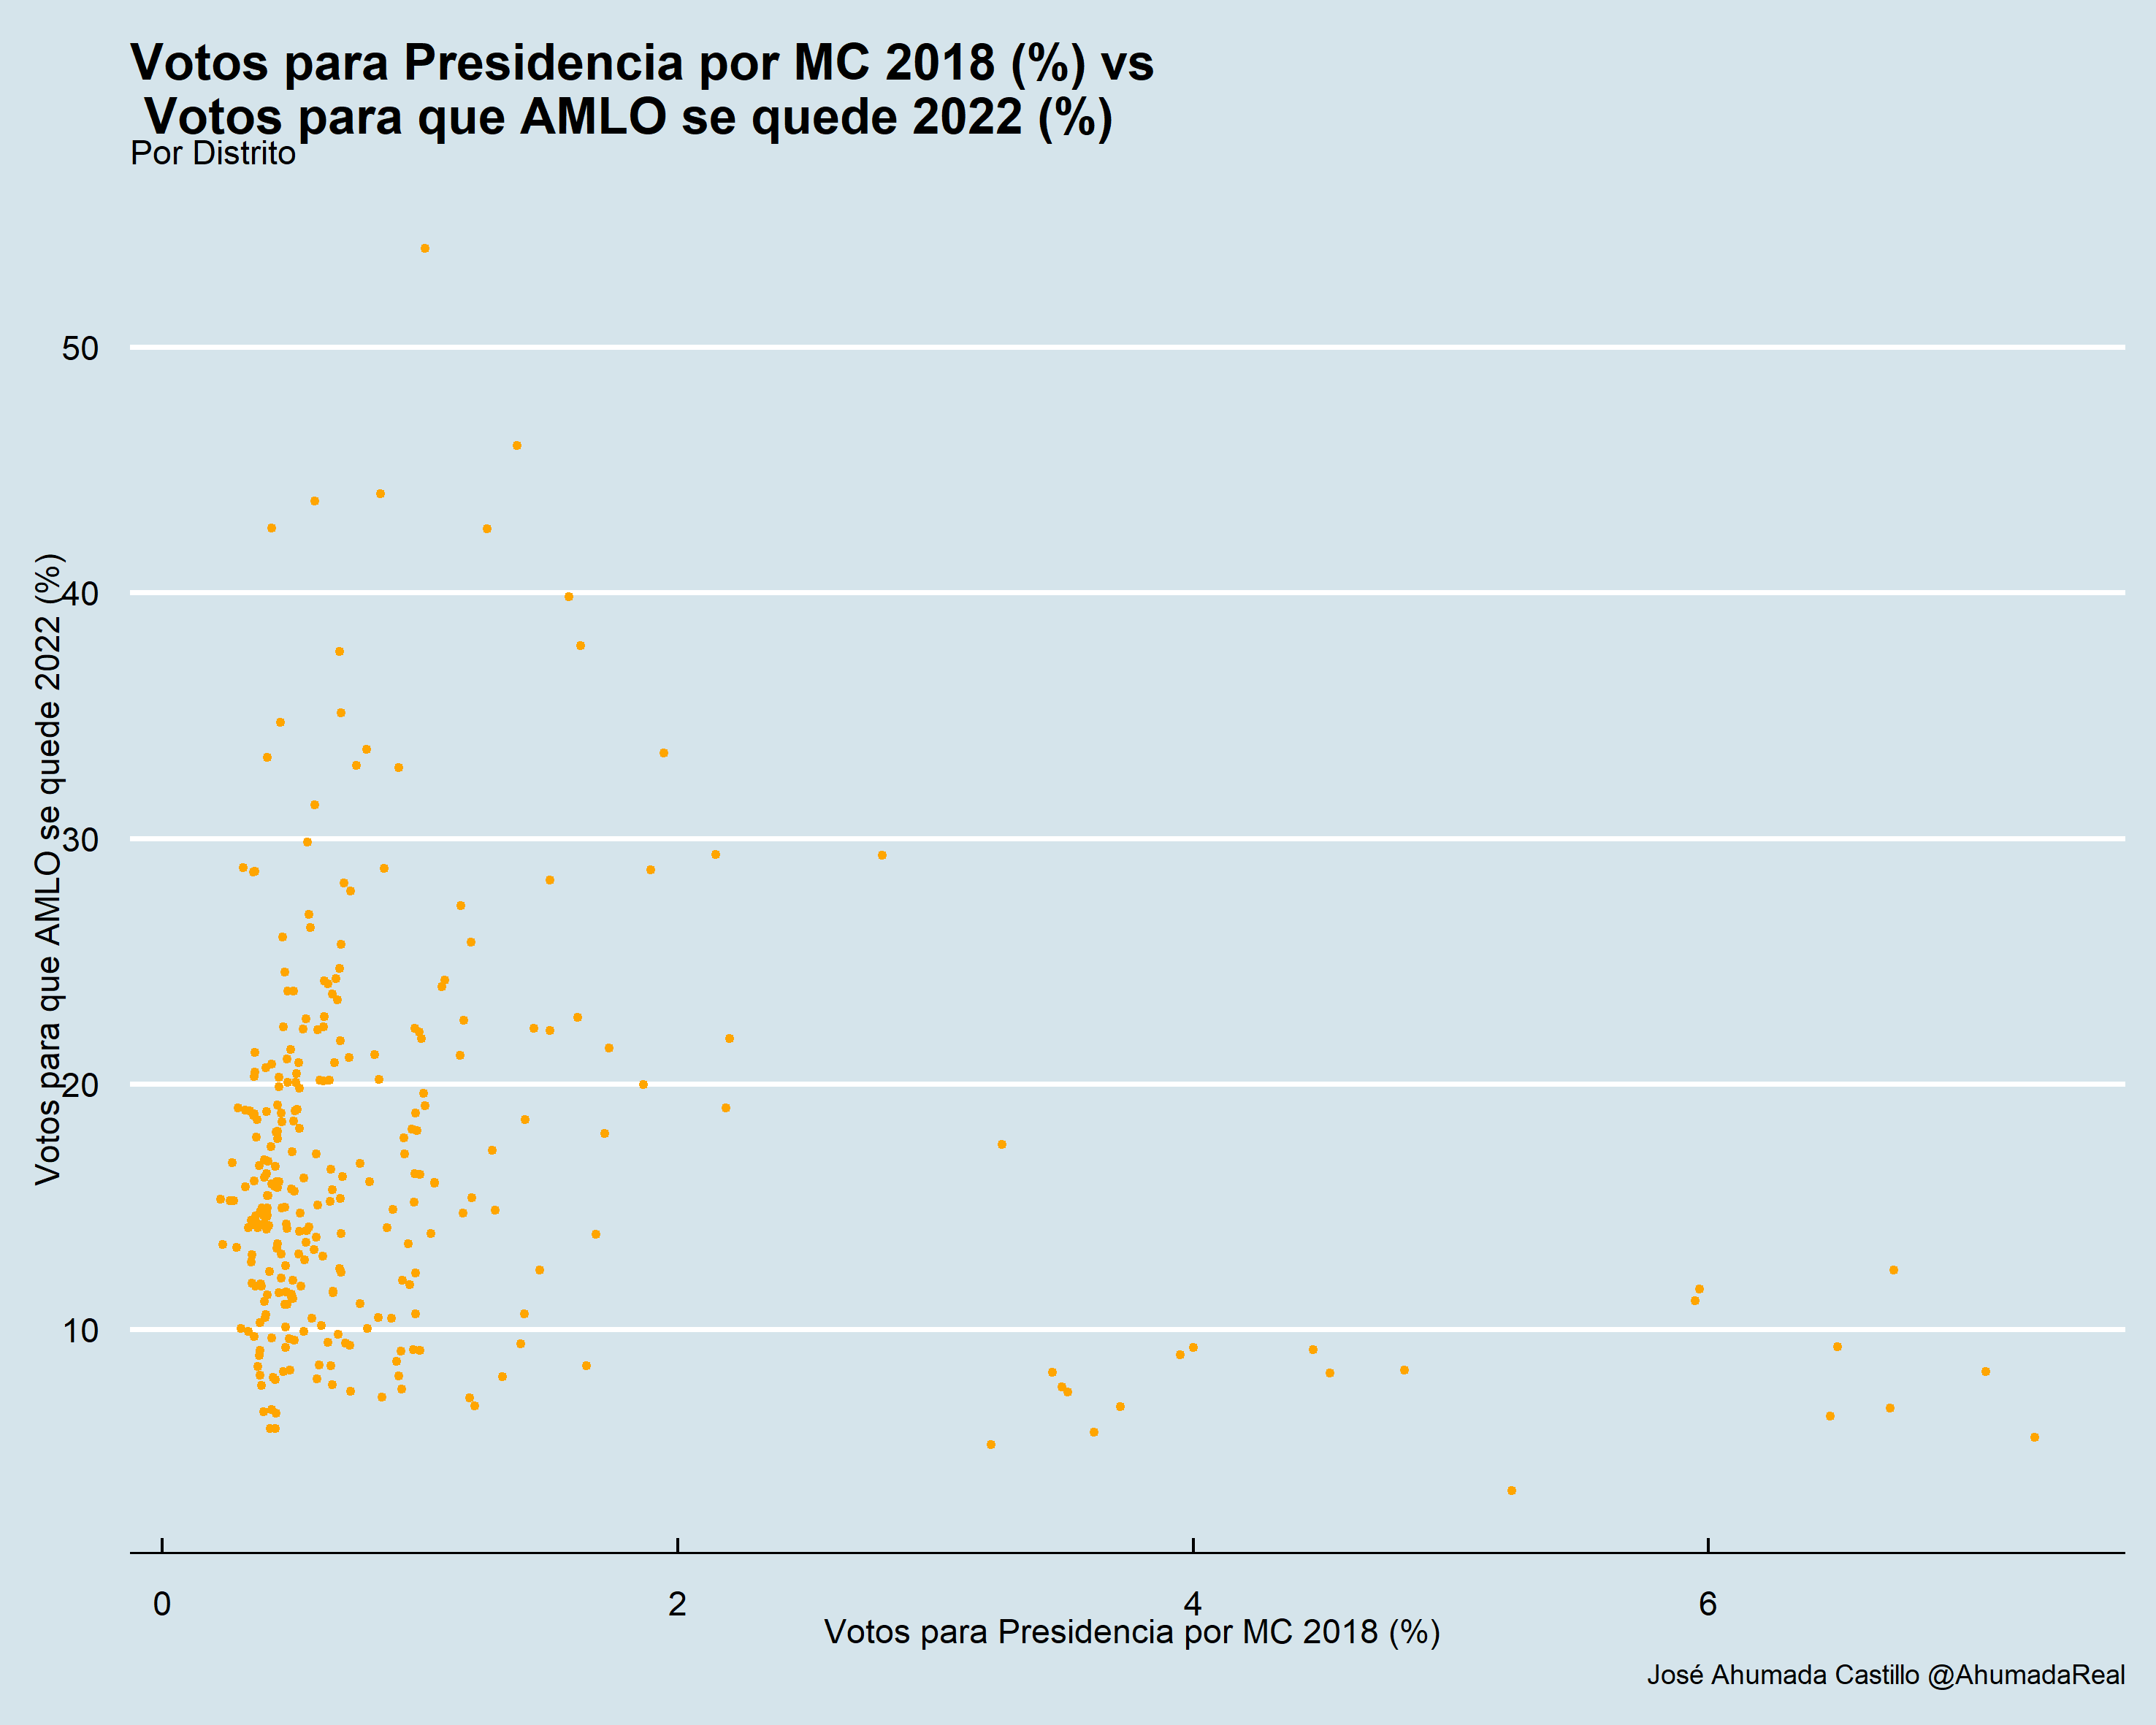 Votos para Presidencia por MC 2018 (%) vs
Votos para que AMLO se quede 2022 (%)
Por Distrito
Votos para que AMLO se quede 2022 (%)
50
40
30
20
10
0 2 4 6
Votos para Presidencia por MC 2018 (%)
José Ahumada Castillo @AhumadaReal